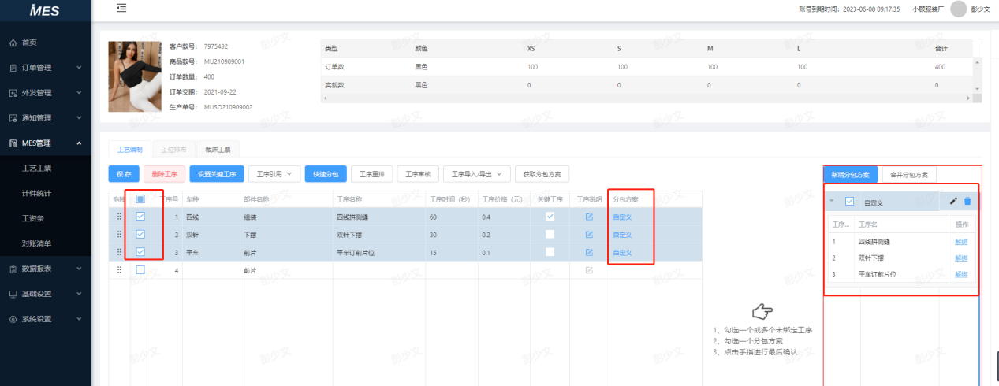 iMES
账号到期时间：2023-06-08 09:17:35 小顾服装厂 彭少文
首页
订单管理
外发管理
通知管理
MES管理
工艺工票
计件统计
工资条
对账清单
数据报表
基础设置
系统设置
客户款号： 7975432
商品款号： MU210909001
订单数量： 400
订单交期： 2021-09-22
生产单号： MUSO210909002
类型 颜色 XS S M L 合计
订单数 黑色 100 100 100 100 400
实裁数 黑色 0 0 0 0 0
工艺编制 工位排布 裁床工票
保存 删除工序 设置关键工序 工序引用 快速分包 工序重排 工序审核 工序导入/导出 获取分包方案
拖拽 工序号 车种 部件名称 工序名称 工序时间（秒） 工序价格（元） 关键工序 工序说明 分包方案
1 四线 组装 四线拼侧缝 60 0.4 自定义
2 双针 下摆 双针下摆 30 0.2 自定义
3 平车 前片 平车订前片位 15 0.1 自定义
4 前片
1、勾选一个或多个未绑定工序
2、勾选一个分包方案
3、点击手指进行最后确认
新增分包方案 合并分包方案
自定义
工序... 工序名 操作
1 四线拼侧缝 解绑
2 双针下摆 解绑
3 平车订前片位 解绑
彭少文